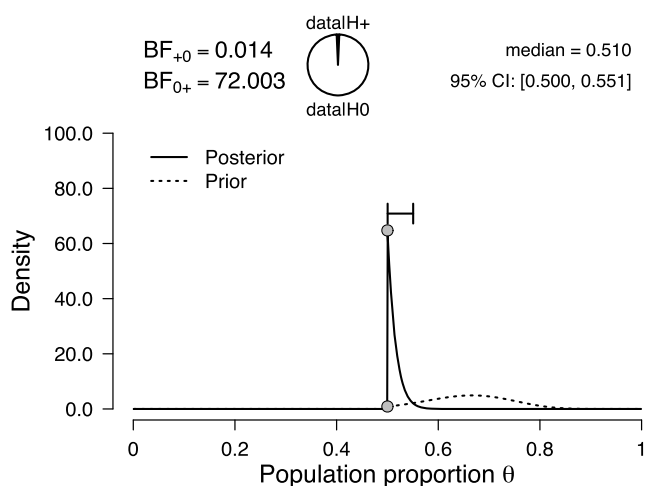 data|H+
BF+0 = 0.014
BF0+ = 72.003
data|H0
median = 0.510
95% CI: [0.500, 0.551]
Posterior
Prior
100.0
80.0
60.0
40.0
20.0
0.0
Density
0
0.2
0.4
0.6
0.8
1
Population proportion θ